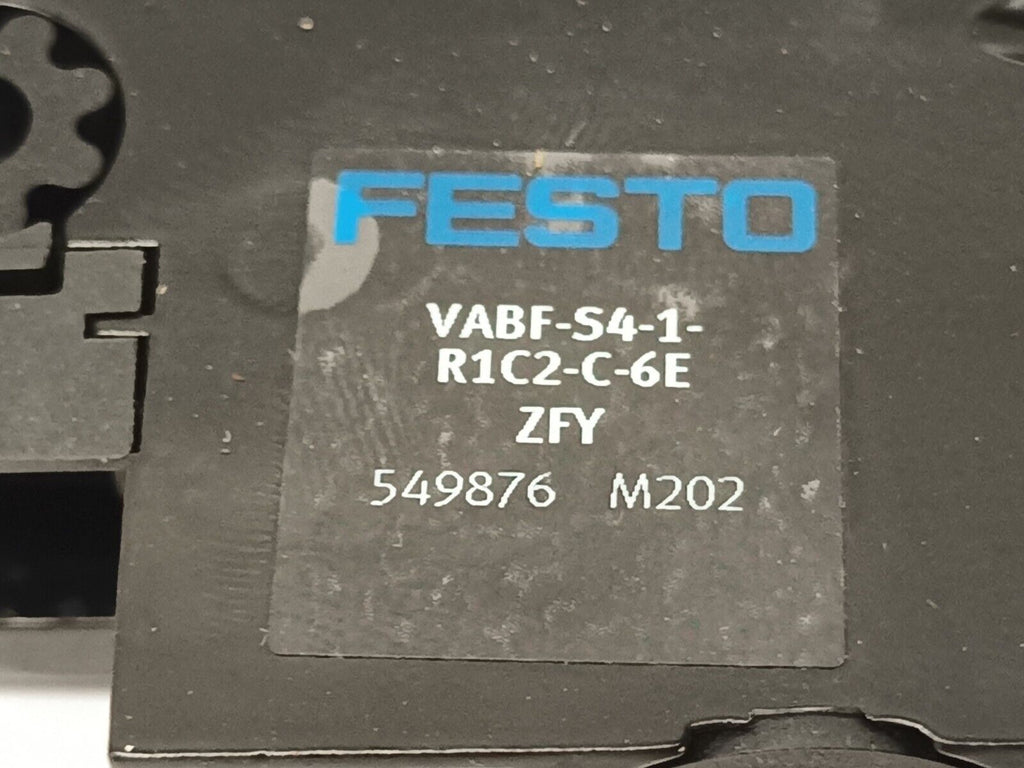 FESTO
VABF-S4-1-
R1C2-C-6E
ZFY
549876 M202